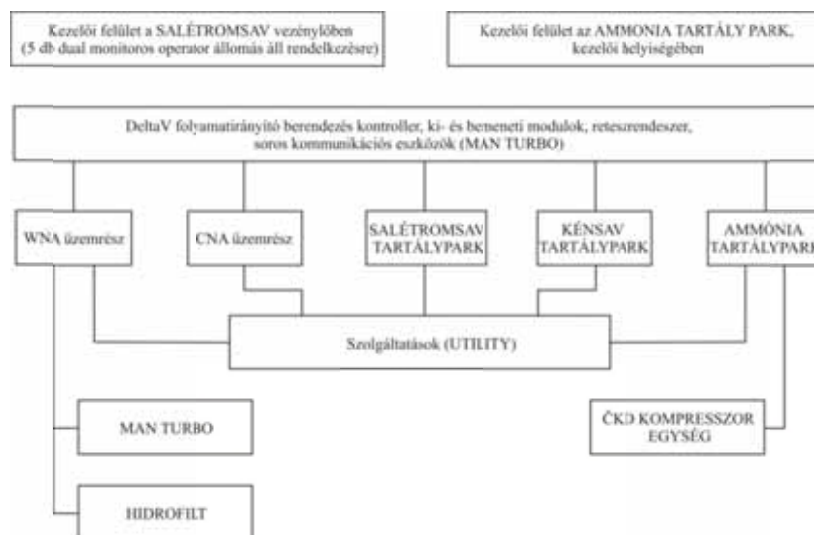 Kezelői felület a SALÉTROMSAV vezénylőben
(5 db dual monitoros operator állomás áll rendelkezésre)
Kezelői felület az AMMONIA TARTÁLY PARK,
kezelői helyiségében
DeltaV folyamatirányító berendezés kontroller, ki- és bemeneti modulok, reteszrendeszer,
soros kommunikációs eszközök (MAN TURBO)
WNA üzemrész
CNA üzemrész
SALÉTROMSAV
TARTÁLYPARK
KÉNSAV
TARTÁLYPARK
AMMÓNIA
TARTÁLYPARK
Szolgáltatások (UTILITY)
MAN TURBO
ČKD KOMPRESSZOR
EGYSÉG
HIDROFILT